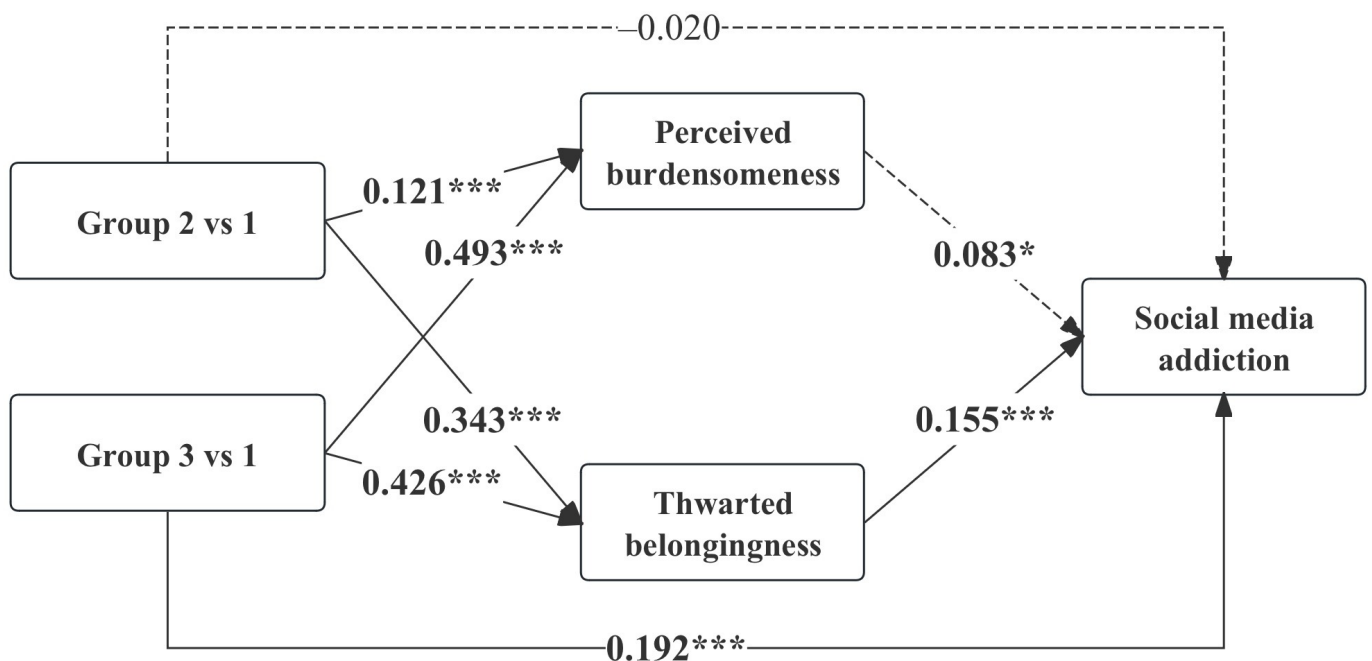 –0.020
Perceived
burdensomeness
0.121***
Group 2 vs 1
0.493***
0.083*
Social media
addiction
0.343***
0.155***
Group 3 vs 1
0.426***
Thwarted
belongingness
0.192***